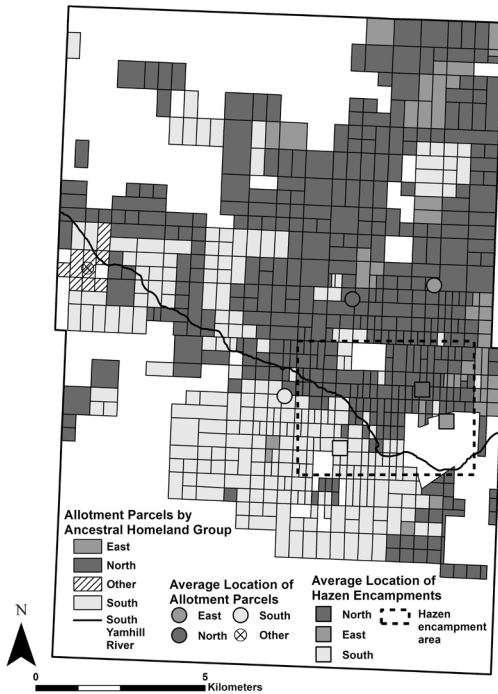 Allotment Parcels by
Ancestral Homeland Group
East
North
Other
South
South
Yamhill
River
Average Location of
Allotment Parcels
East
South
North
Other
Average Location of
Hazen Encampments
North
East
South
Hazen
encampment
area
N
0
5
Kilometers